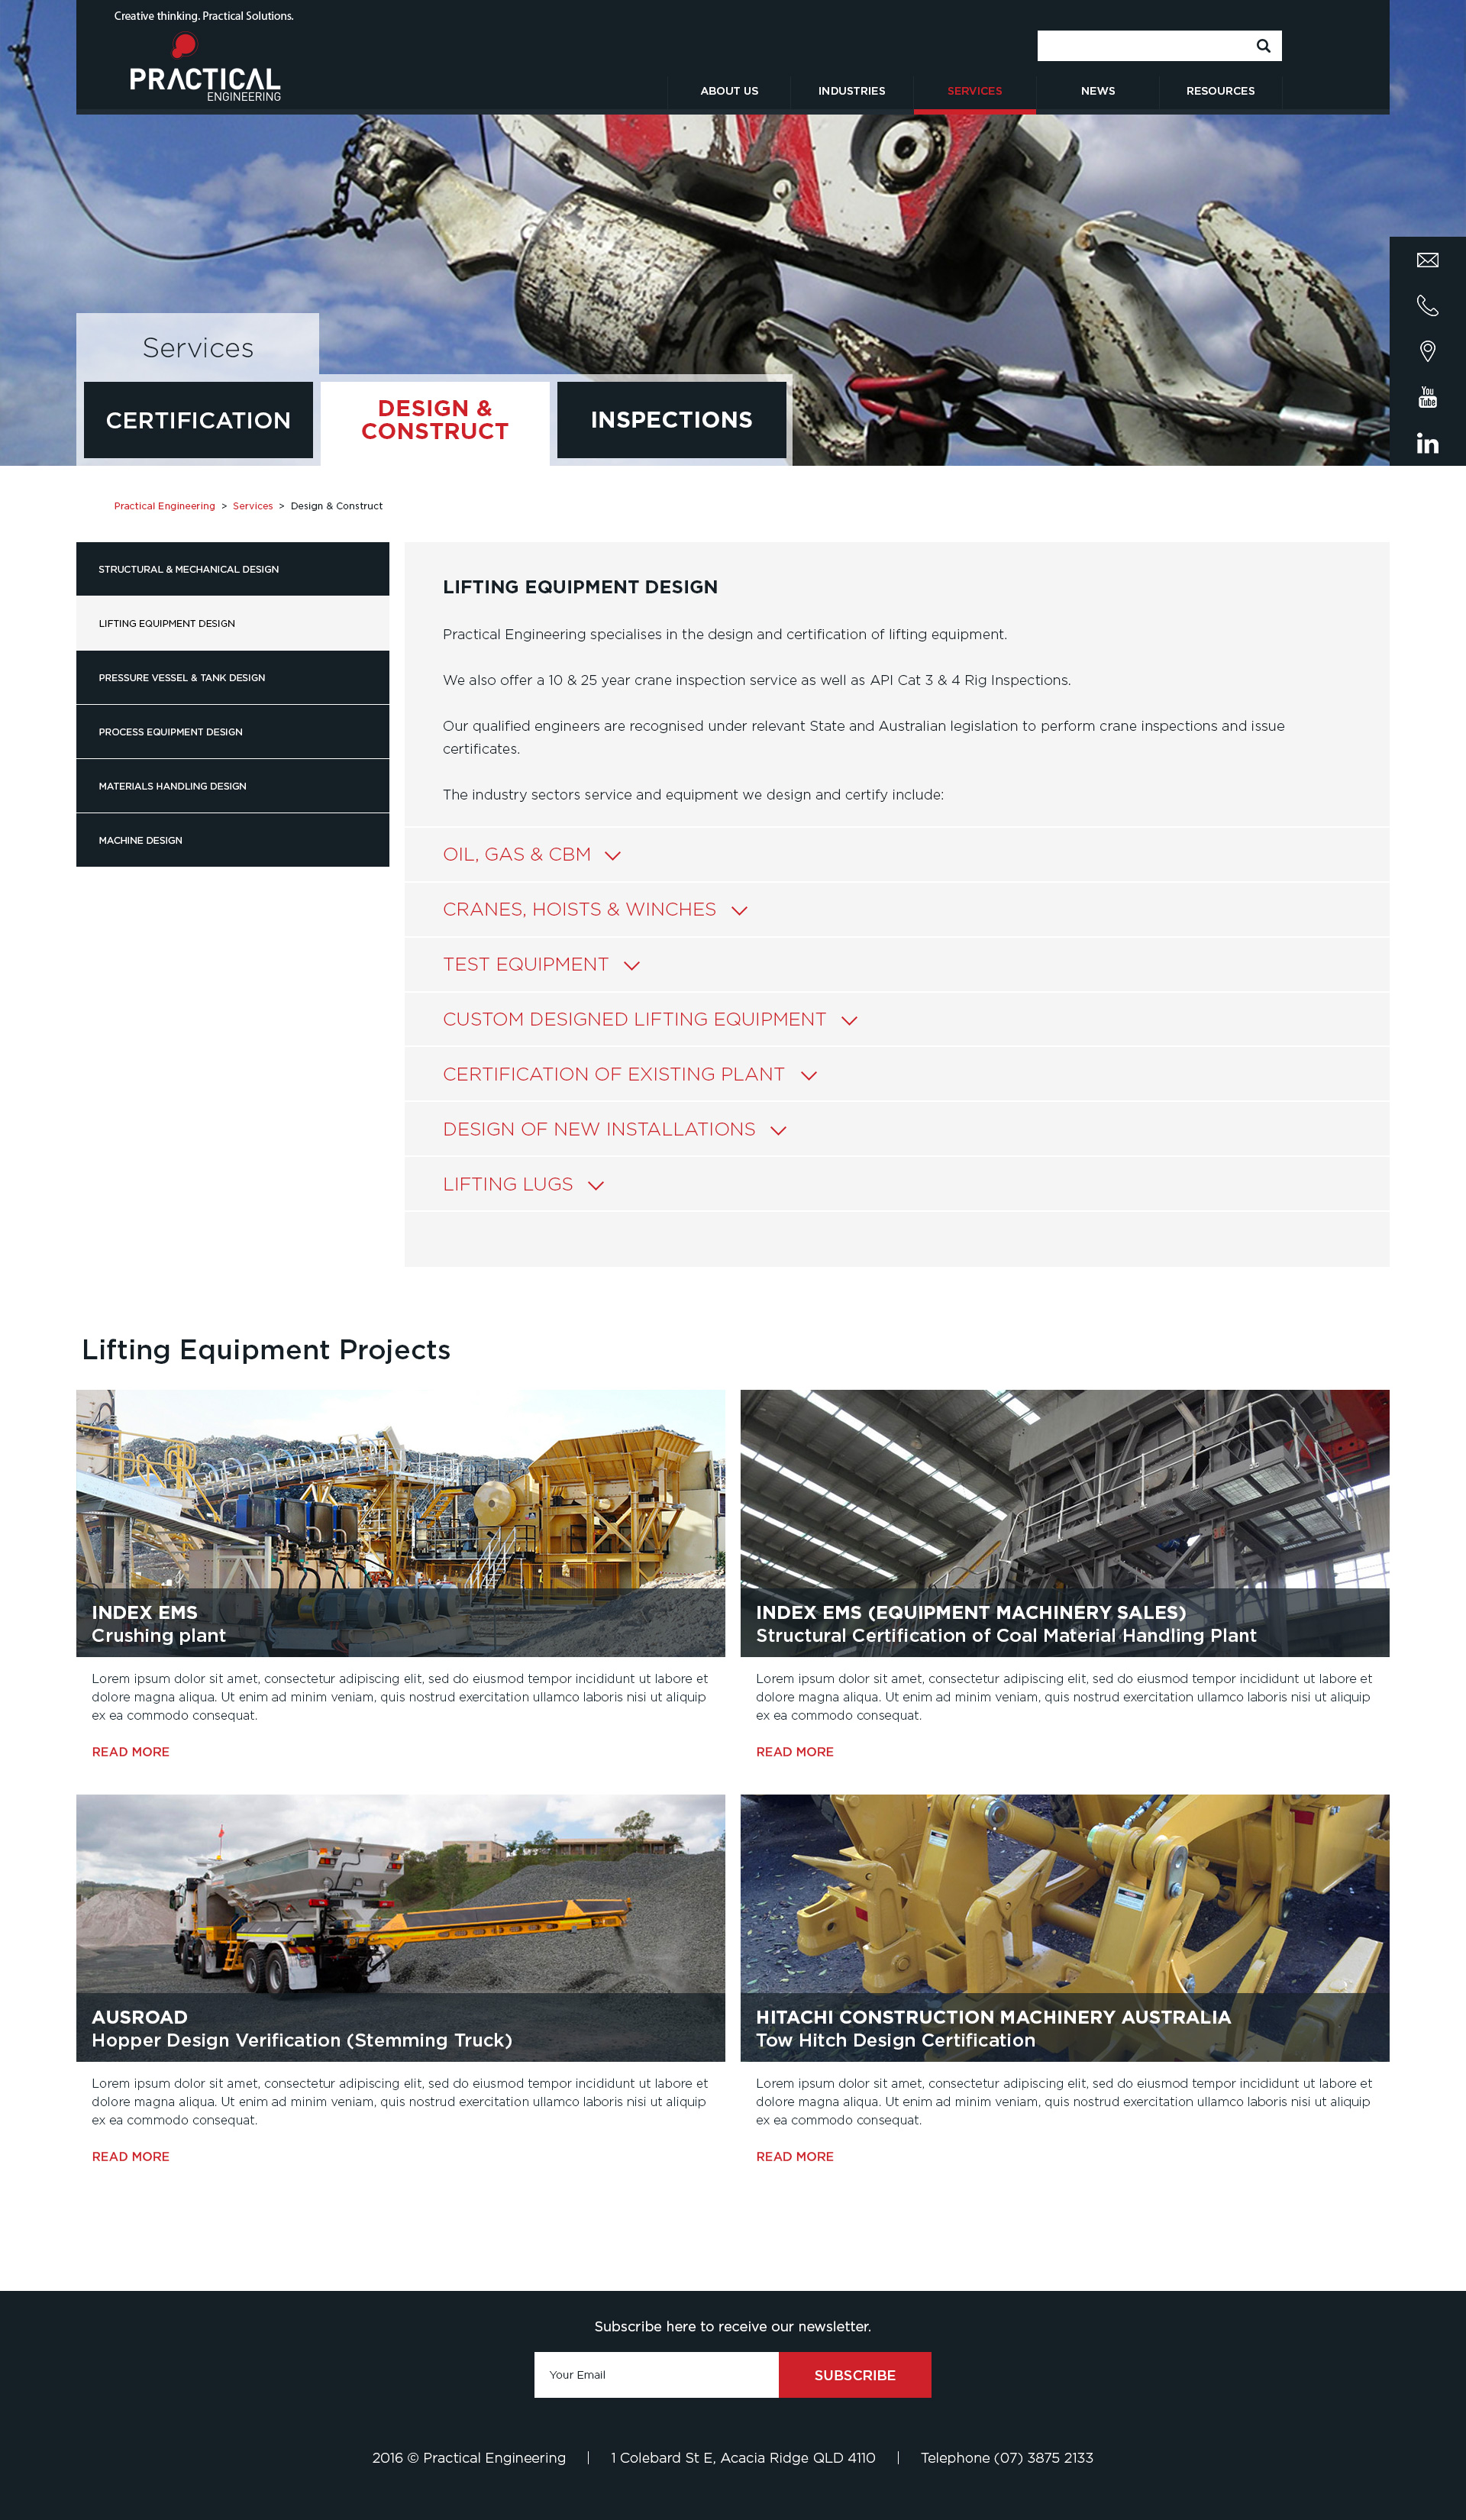 Creative thinking. Practical Solutions.
PRACTICAL
ENGINEERING
ABOUT US
INDUSTRIES
SERVICES
NEWS
RESOURCES
You
Tube
in
Services
CERTIFICATION
DESIGN &
CONSTRUCT
INSPECTIONS
Practical Engineering > Services > Design & Construct
STRUCTURAL & MECHANICAL DESIGN
LIFTING EQUIPMENT DESIGN
PRESSURE VESSEL & TANK DESIGN
PROCESS EQUIPMENT DESIGN
MATERIALS HANDLING DESIGN
MACHINE DESIGN
LIFTING EQUIPMENT DESIGN
Practical Engineering specialises in the design and certification of lifting equipment.
We also offer a 10 & 25 year crane inspection service as well as API Cat 3 & 4 Rig Inspections.
Our qualified engineers are recognised under relevant State and Australian legislation to perform crane inspections and issue
certificates.
The industry sectors service and equipment we design and certify include:
OIL, GAS & CBM
CRANES, HOISTS & WINCHES
TEST EQUIPMENT
CUSTOM DESIGNED LIFTING EQUIPMENT
CERTIFICATION OF EXISTING PLANT
DESIGN OF NEW INSTALLATIONS
LIFTING LUGS
Lifting Equipment Projects
INDEX EMS
Crushing plant
Lorem ipsum dolor sit amet, consectetur adipiscing elit, sed do eiusmod tempor incididunt ut labore et
dolore magna aliqua. Ut enim ad minim veniam, quis nostrud exercitation ullamco laboris nisi ut aliquip
ex ea commodo consequat.
READ MORE
INDEX EMS (EQUIPMENT MACHINERY SALES)
Structural Certification of Coal Material Handling Plant
Lorem ipsum dolor sit amet, consectetur adipiscing elit, sed do eiusmod tempor incididunt ut labore et
dolore magna aliqua. Ut enim ad minim veniam, quis nostrud exercitation ullamco laboris nisi ut aliquip
ex ea commodo consequat.
READ MORE
AUSROAD
Hopper Design Verification (Stemming Truck)
Lorem ipsum dolor sit amet, consectetur adipiscing elit, sed do eiusmod tempor incididunt ut labore et
dolore magna aliqua. Ut enim ad minim veniam, quis nostrud exercitation ullamco laboris nisi ut aliquip
ex ea commodo consequat.
READ MORE
HITACHI CONSTRUCTION MACHINERY AUSTRALIA
Tow Hitch Design Certification
Lorem ipsum dolor sit amet, consectetur adipiscing elit, sed do eiusmod tempor incididunt ut labore et
dolore magna aliqua. Ut enim ad minim veniam, quis nostrud exercitation ullamco laboris nisi ut aliquip
ex ea commodo consequat.
READ MORE
Subscribe here to receive our newsletter.
Your Email
SUBSCRIBE
2016 © Practical Engineering | 1 Colebard St E, Acacia Ridge QLD 4110 | Telephone (07) 3875 2133